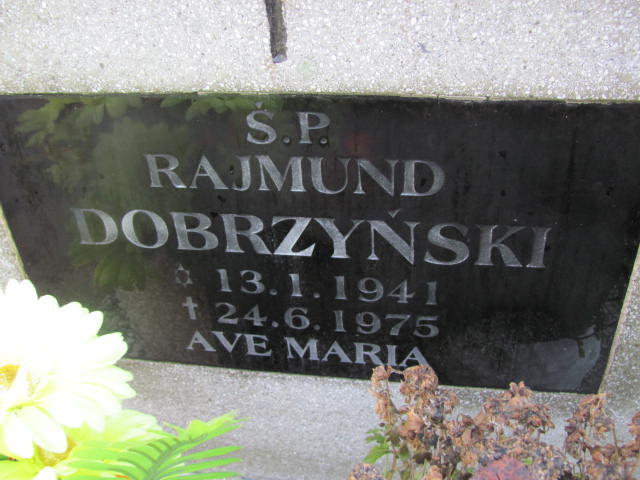 Ś.P.
RAJMUND
DOBRZYŃSKI
✡ 13.1.1941
✝ 24.6.1975
AVE MARIA